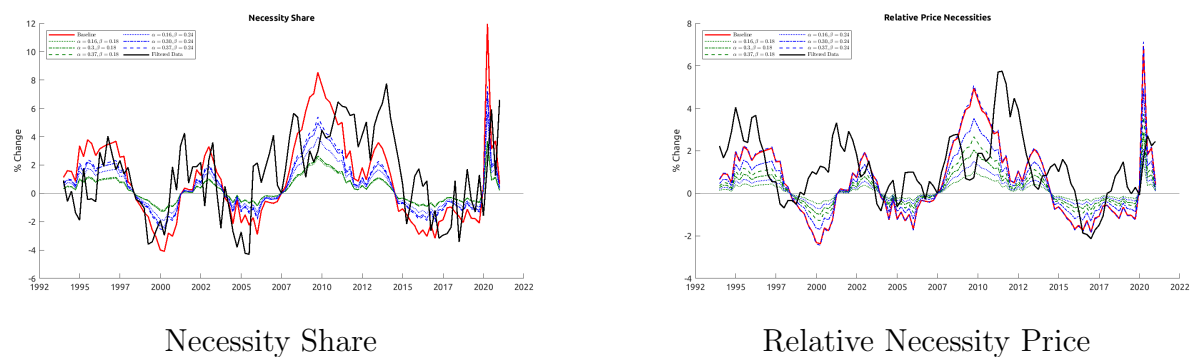 Necessity Share
% Change
12
10
8
6
4
2
0
-2
-4
-6
1992 1995 1997 2000 2002 2005 2007 2010 2012 2015 2017 2020 2022
Baseline
α = 0.16, β = 0.18
α = 0.3, β = 0.18
α = 0.37, β = 0.18
α = 0.16, β = 0.24
α = 0.30, β = 0.24
α = 0.37, β = 0.24
Filtered Data
Necessity Share
Relative Price Necessities
% Change
8
6
4
2
0
-2
-4
1992 1995 1997 2000 2002 2005 2007 2010 2012 2015 2017 2020 2022
Baseline
α = 0.16, β = 0.18
α = 0.3, β = 0.18
α = 0.37, β = 0.18
α = 0.16, β = 0.24
α = 0.30, β = 0.24
α = 0.37, β = 0.24
Filtered Data
Relative Necessity Price